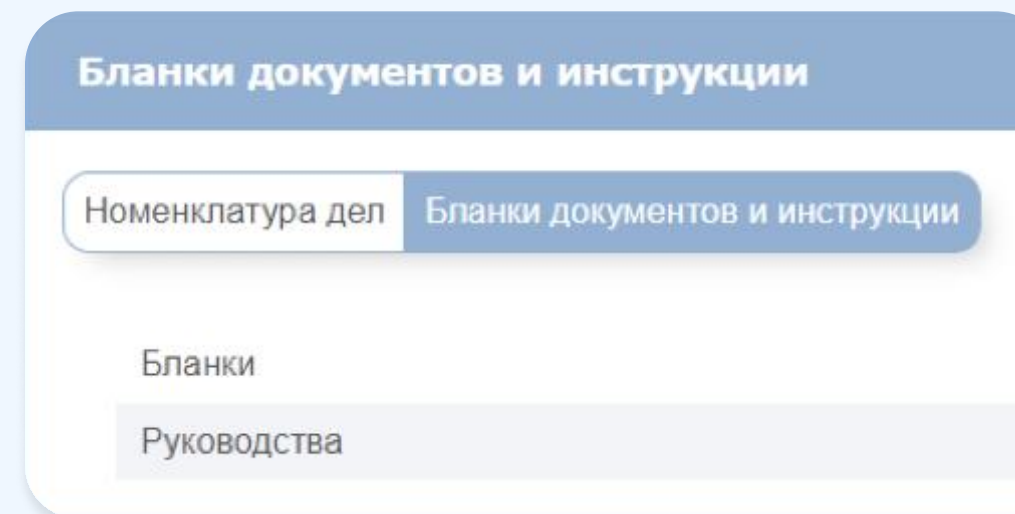 Бланки документов и инструкции
Номенклатура дел Бланки документов и инструкции
Бланки
Руководства